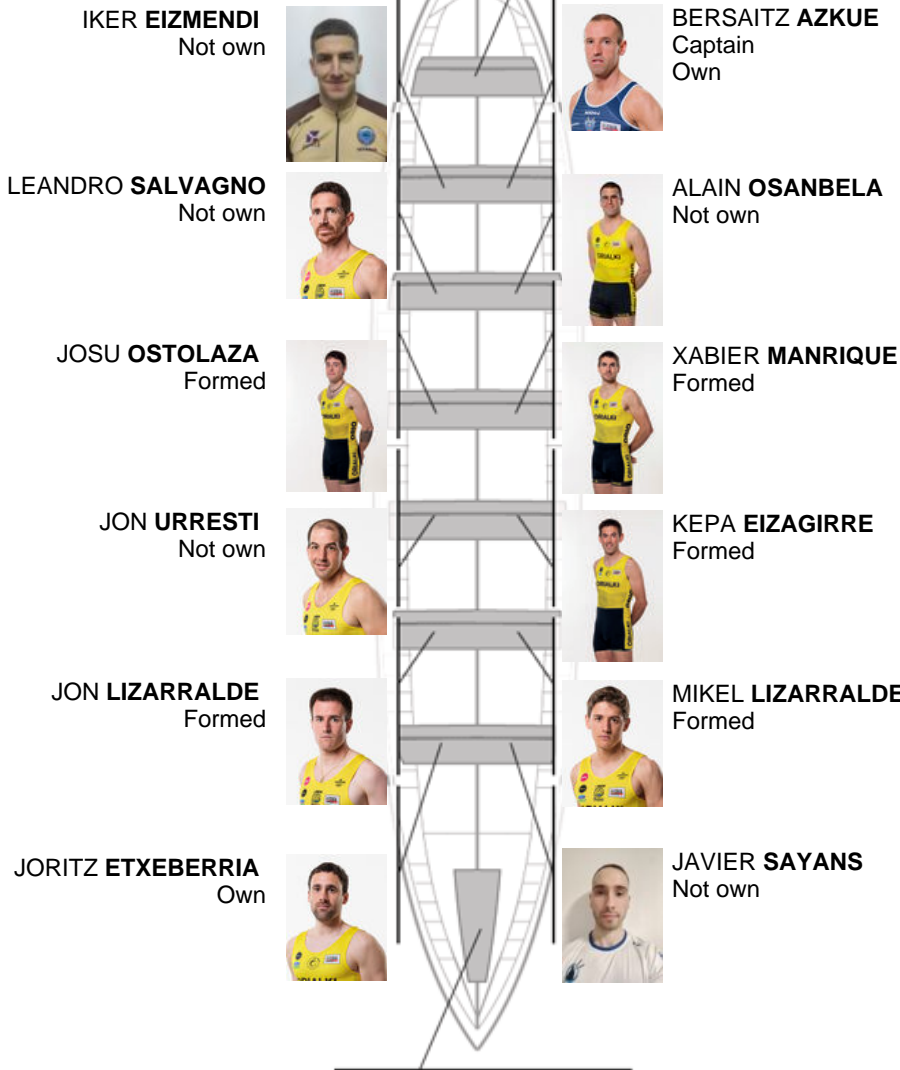 IKER EIZMENDI
Not own
BERSAITZ AZKUE
Captain
Own
LEANDRO SALVAGNO
Not own
ALAIN OSANBELA
Not own
JOSU OSTOLAZA
Formed
XABIER MANRIQUE
Formed
JON URRESTI
Not own
KEPA EIZAGIRRE
Formed
JON LIZARRALDE
Formed
MIKEL LIZARRALDE
Formed
JORITZ ETXEBERRIA
Own
JAVIER SAYANS
Not own